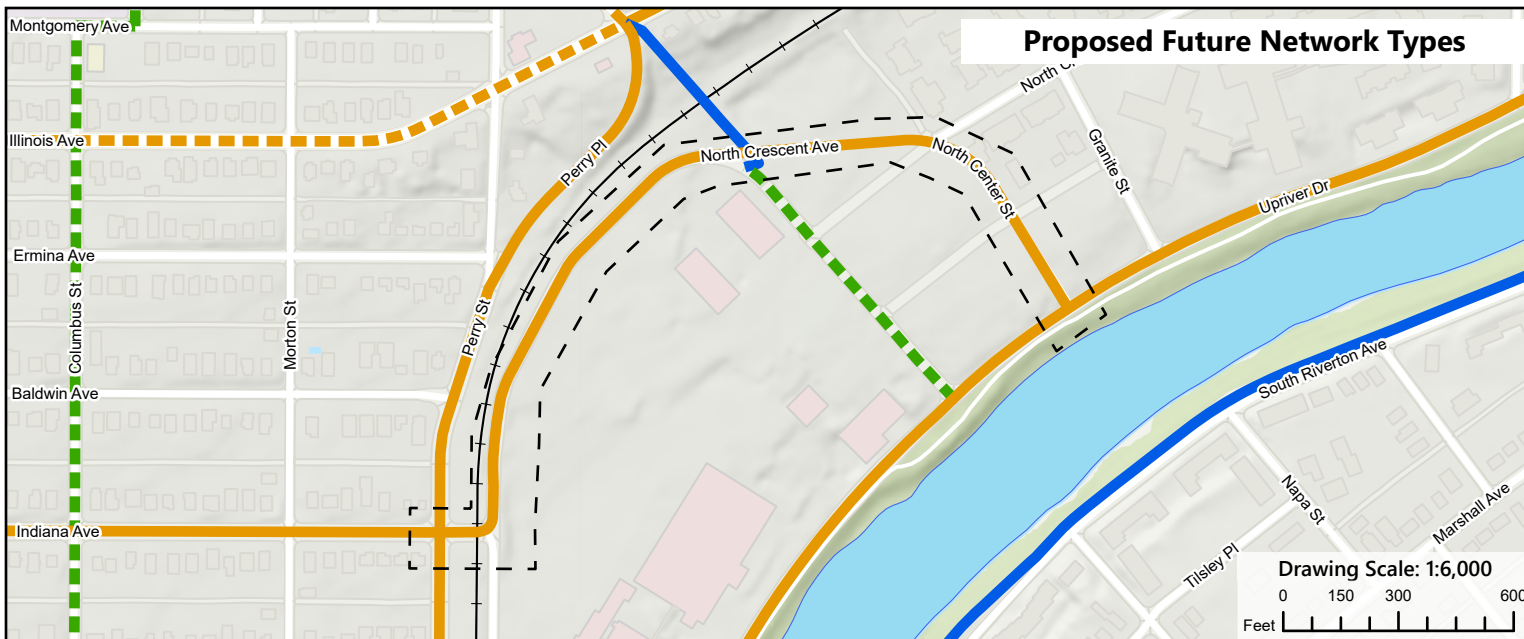 Montgomery Ave
Proposed Future Network Types
North C
Illinois Ave
Perry Pl
North Crescent Ave
North Center St
Granite St
Upriver Dr
Ermina Ave
Columbus St
Morton St
Perry St
Baldwin Ave
South Riverton Ave
Indiana Ave
Napa St
Marshall Ave
Tilsley Pl
Drawing Scale: 1:6,000
0 150 300 600
Feet